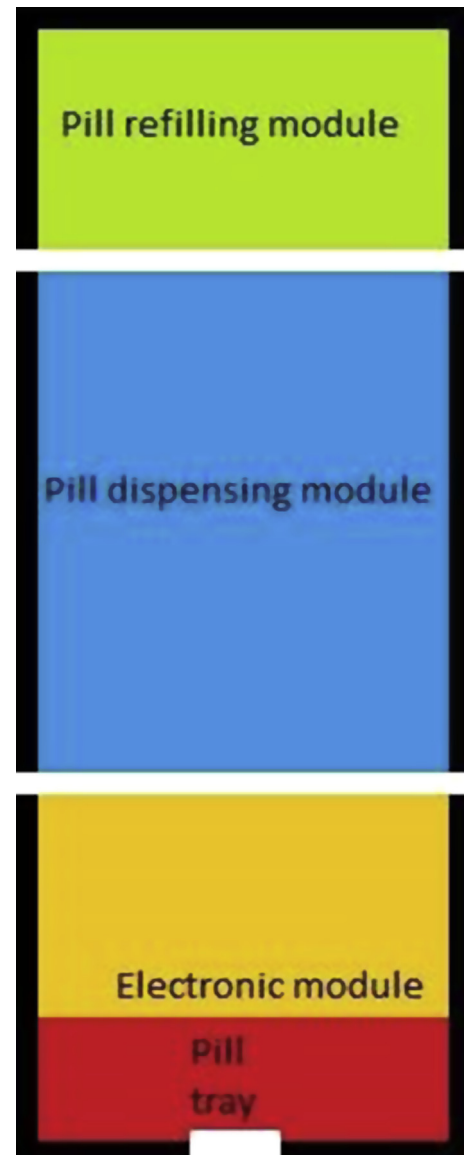 Pill refilling module
Pill dispensing module
Electronic module
Pill
tray